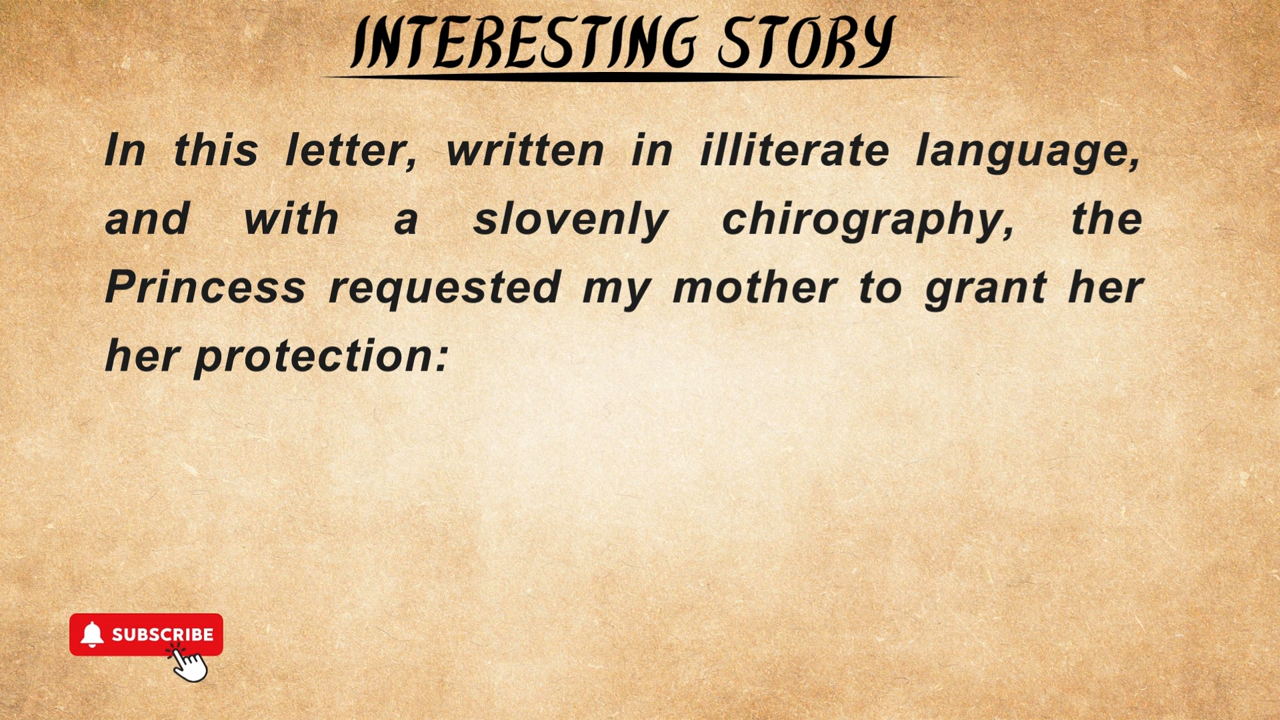 INTERESTING STORY
In this letter, written in illiterate language,
and with a slovenly chirography, the
Princess requested my mother to grant her
her protection:
SUBSCRIBE